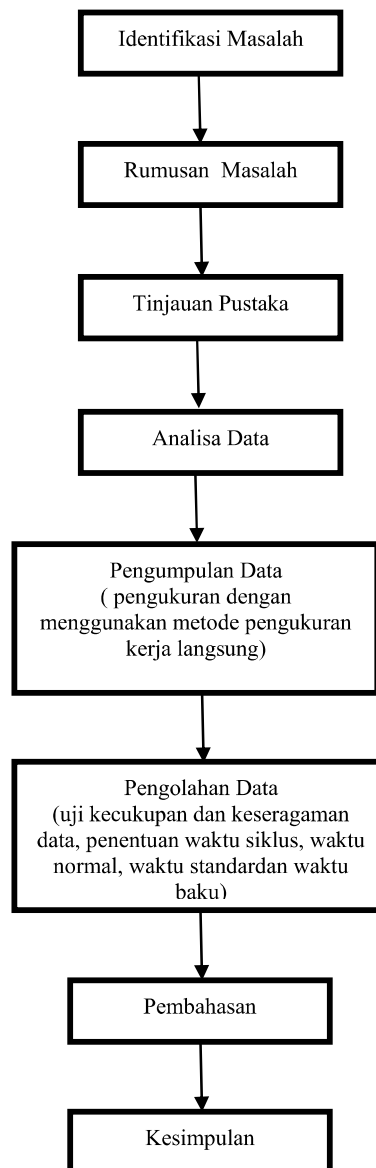 Identifikasi Masalah
Rumusan Masalah
Tinjauan Pustaka
Analisa Data
Pengumpulan Data
( pengukuran dengan
menggunakan metode pengukuran
kerja langsung)
Pengolahan Data
(uji kecukupan dan keseragaman
data, penentuan waktu siklus, waktu
normal, waktu standardan waktu
baku)
Pembahasan
Kesimpulan